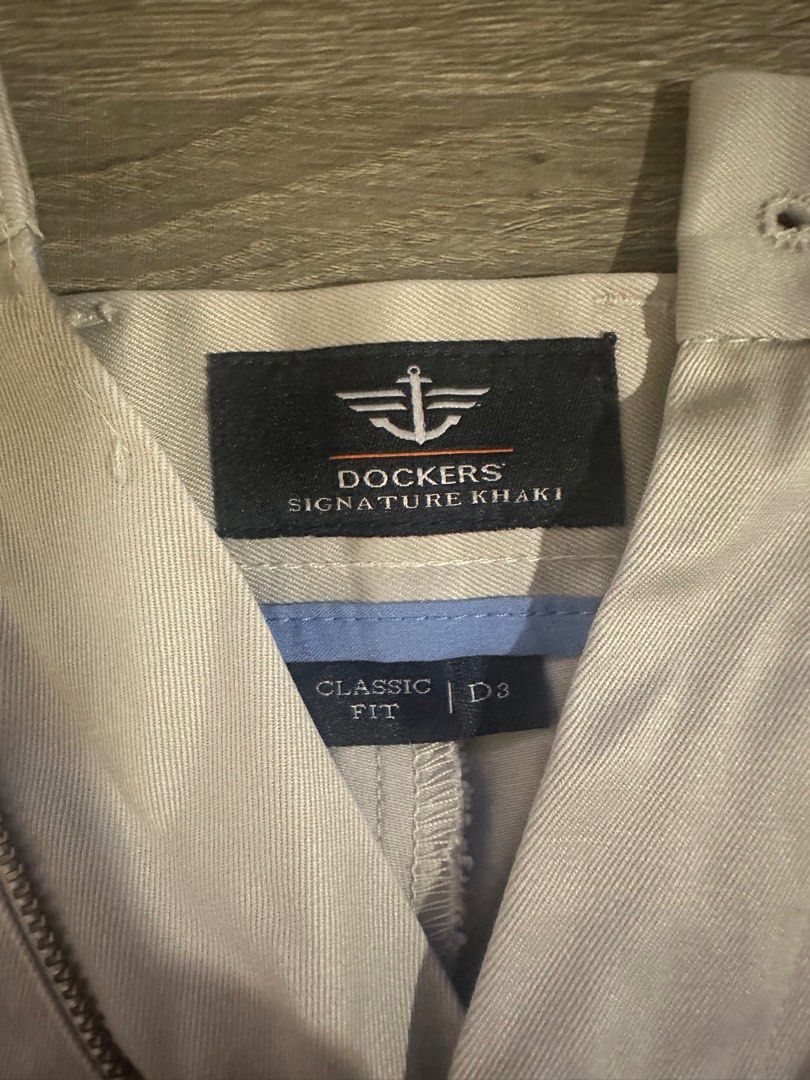 DOCKERS®
SIGNATURE KHAKI
CLASSIC
FIT | D3